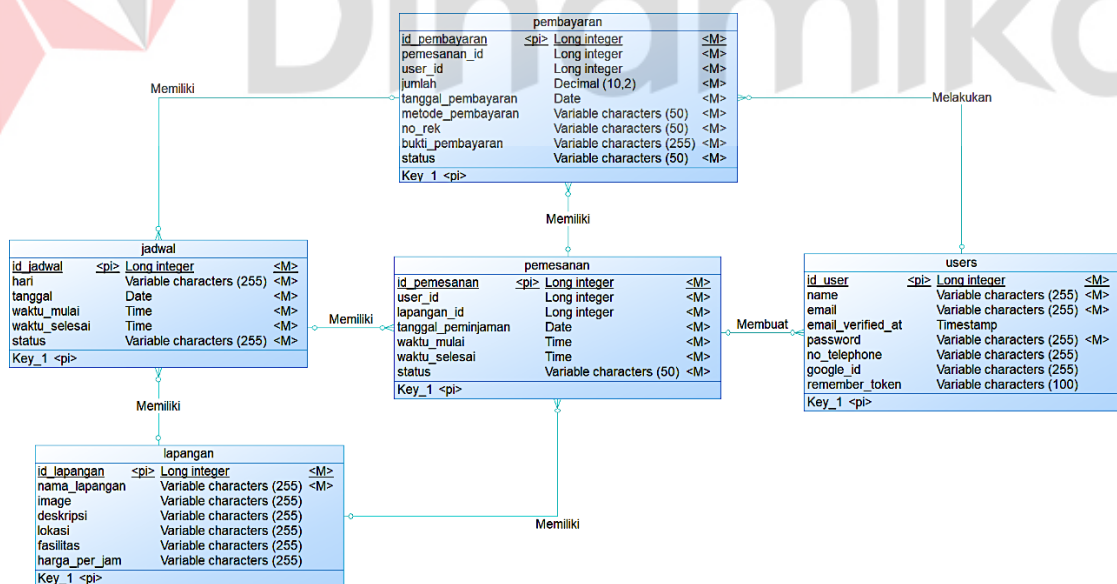 Dinamika
pembayaran
id_pembayaran <pi> Long integer <M>
pemesanan_id Long integer <M>
user_id Long integer <M>
jumlah Decimal (10,2) <M>
tanggal_pembayaran Date <M>
metode_pembayaran Variable characters (50) <M>
no_rek Variable characters (50) <M>
bukti_pembayaran Variable characters (255) <M>
status Variable characters (50) <M>
Key_1 <pi>
Memiliki
Melakukan
Memiliki
jadwal
id_jadwal <pi> Long integer <M>
hari Variable characters (255) <M>
tanggal Date <M>
waktu_mulai Time <M>
waktu_selesai Time <M>
status Variable characters (255) <M>
Key_1 <pi>
Memiliki
pemesanan
id_pemesanan <pi> Long integer <M>
user_id Long integer <M>
lapangan_id Long integer <M>
tanggal_peminjaman Date <M>
waktu_mulai Time <M>
waktu_selesai Time <M>
status Variable characters (50) <M>
Key_1 <pi>
Membuat
users
id_user <pi> Long integer <M>
name Variable characters (255) <M>
email Variable characters (255) <M>
email_verified_at Timestamp
password Variable characters (255) <M>
no_telephone Variable characters (255)
google_id Variable characters (255)
remember_token Variable characters (100)
Key_1 <pi>
Memiliki
lapangan
id_lapangan <pi> Long integer <M>
nama_lapangan Variable characters (255) <M>
image Variable characters (255)
deskripsi Variable characters (255)
lokasi Variable characters (255)
fasilitas Variable characters (255)
harga_per_jam Variable characters (255)
Key_1 <pi>
Memiliki